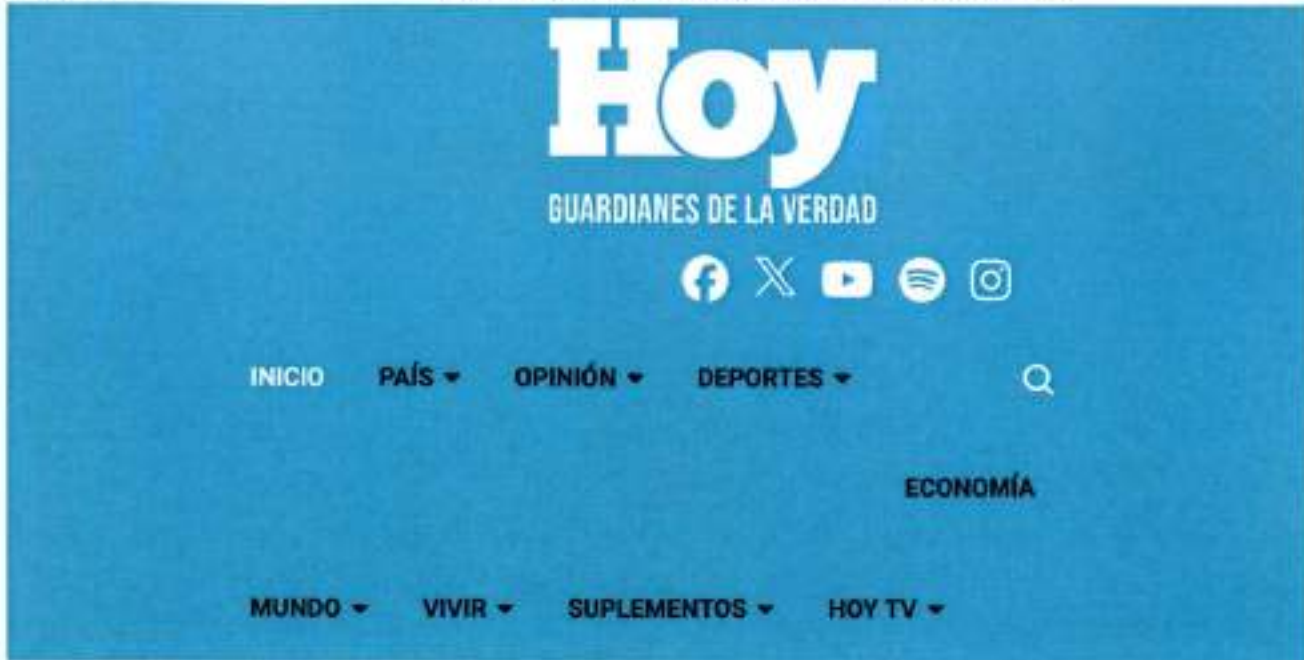 Hoy
GUARDIANES DE LA VERDAD
INICIO PAÍS OPINIÓN DEPORTES
ECONOMÍA
MUNDO VIVIR SUPLEMENTOS HOY TV